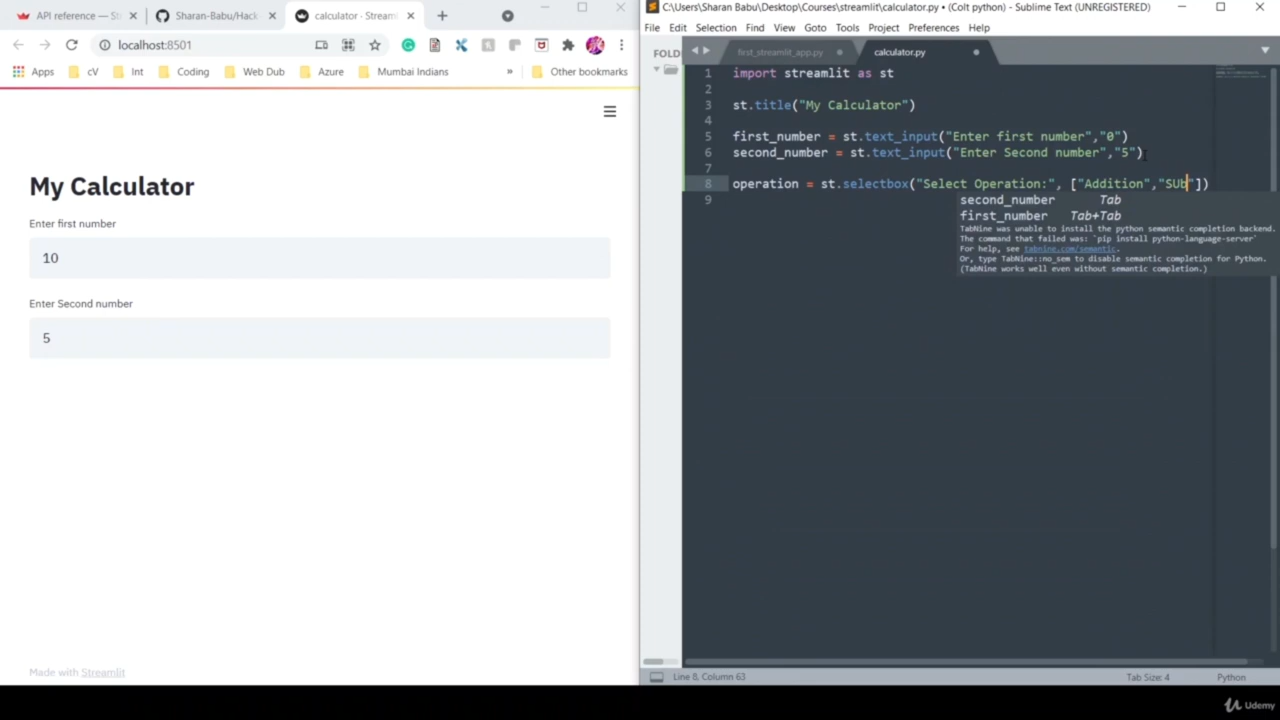 API reference — St
Sharan-Babu/Hack
calculator · Streaml
localhost:8501
Apps
cV
Int
Coding
Web Dub
Azure
Mumbai Indians
»
Other bookmarks
My Calculator
Enter first number
10
Enter Second number
5
Made with Streamlit
C:\Users\Sharan Babu\Desktop\Courses\streamlit\calculator.py • (Colt python) - Sublime Text (UNREGISTERED)
File Edit Selection Find View Goto Tools Project Preferences Help
FOLD
first_streamlit_app.py
calculator.py
1 import streamlit as st
2
3 st.title("My Calculator")
4
5 first_number = st.text_input("Enter first number","0")
6 second_number = st.text_input("Enter Second number","5")
7
8 operation = st.selectbox("Select Operation:", ["Addition","SUb"])
9
second_number Tab
first_number Tab+Tab
TabNine was unable to install the python semantic completion backend.
The command that failed was: `pip install python-language-server`
For help, see tabnine.com/semantic.
Or, type TabNine::no_sem to disable semantic completion for Python.
(TabNine works well even without semantic completion.)
Line 8, Column 63
Tab Size: 4
Python
Udemy